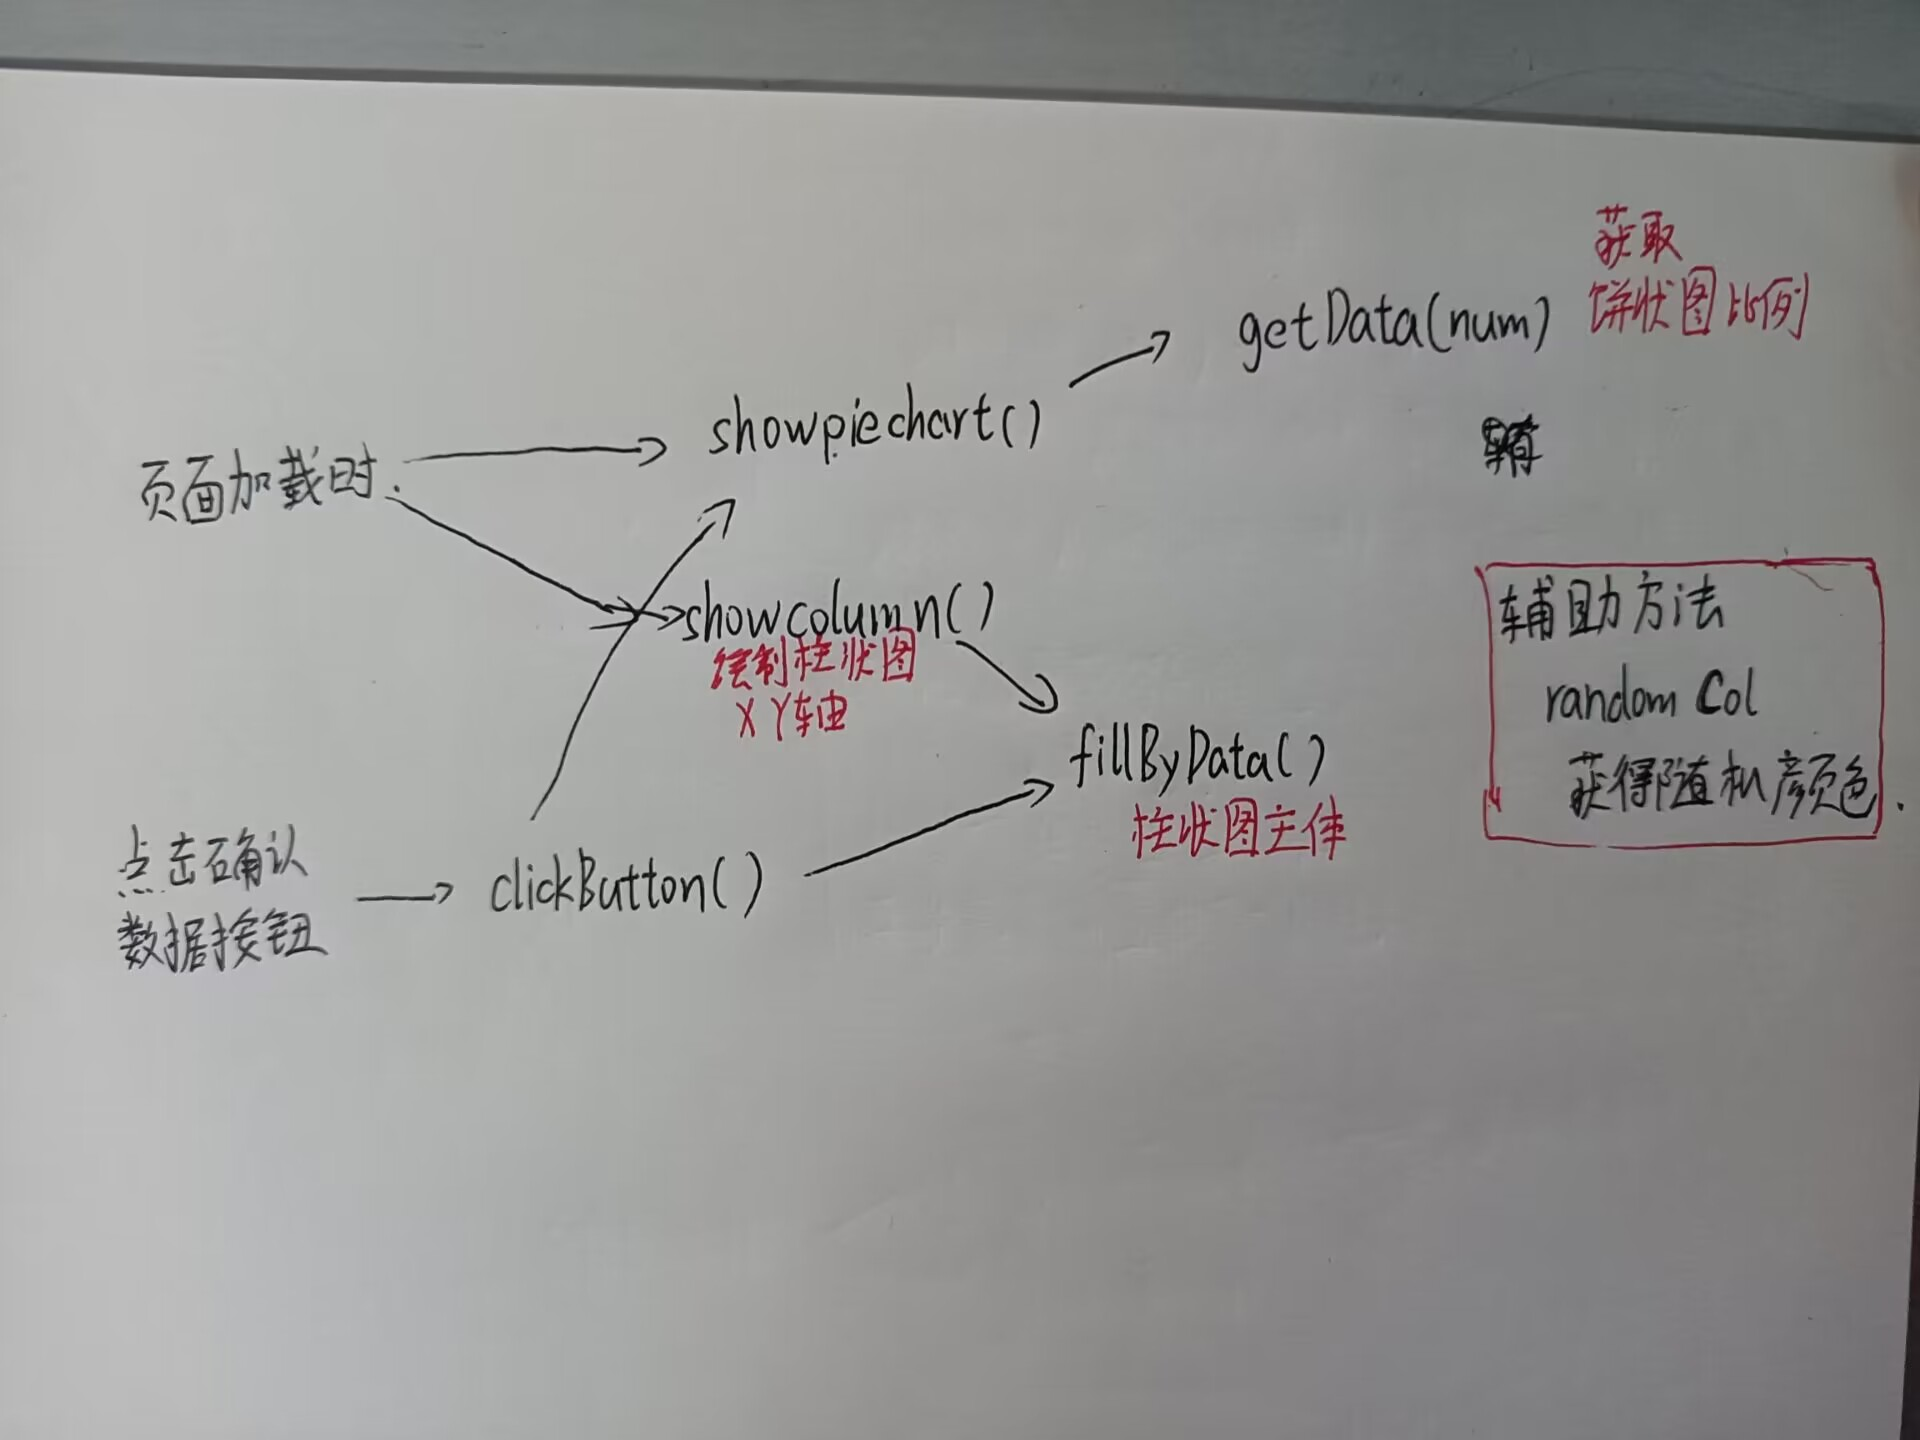 获取
饼状图比例
getData(num)
showpiechart()
页面加载时.
辅助方法
showcolumn()
绘制柱状图
XY轴
random Col
fillByData()
获得随机颜色.
柱状图主体
点击确认
clickButton()
数据按钮